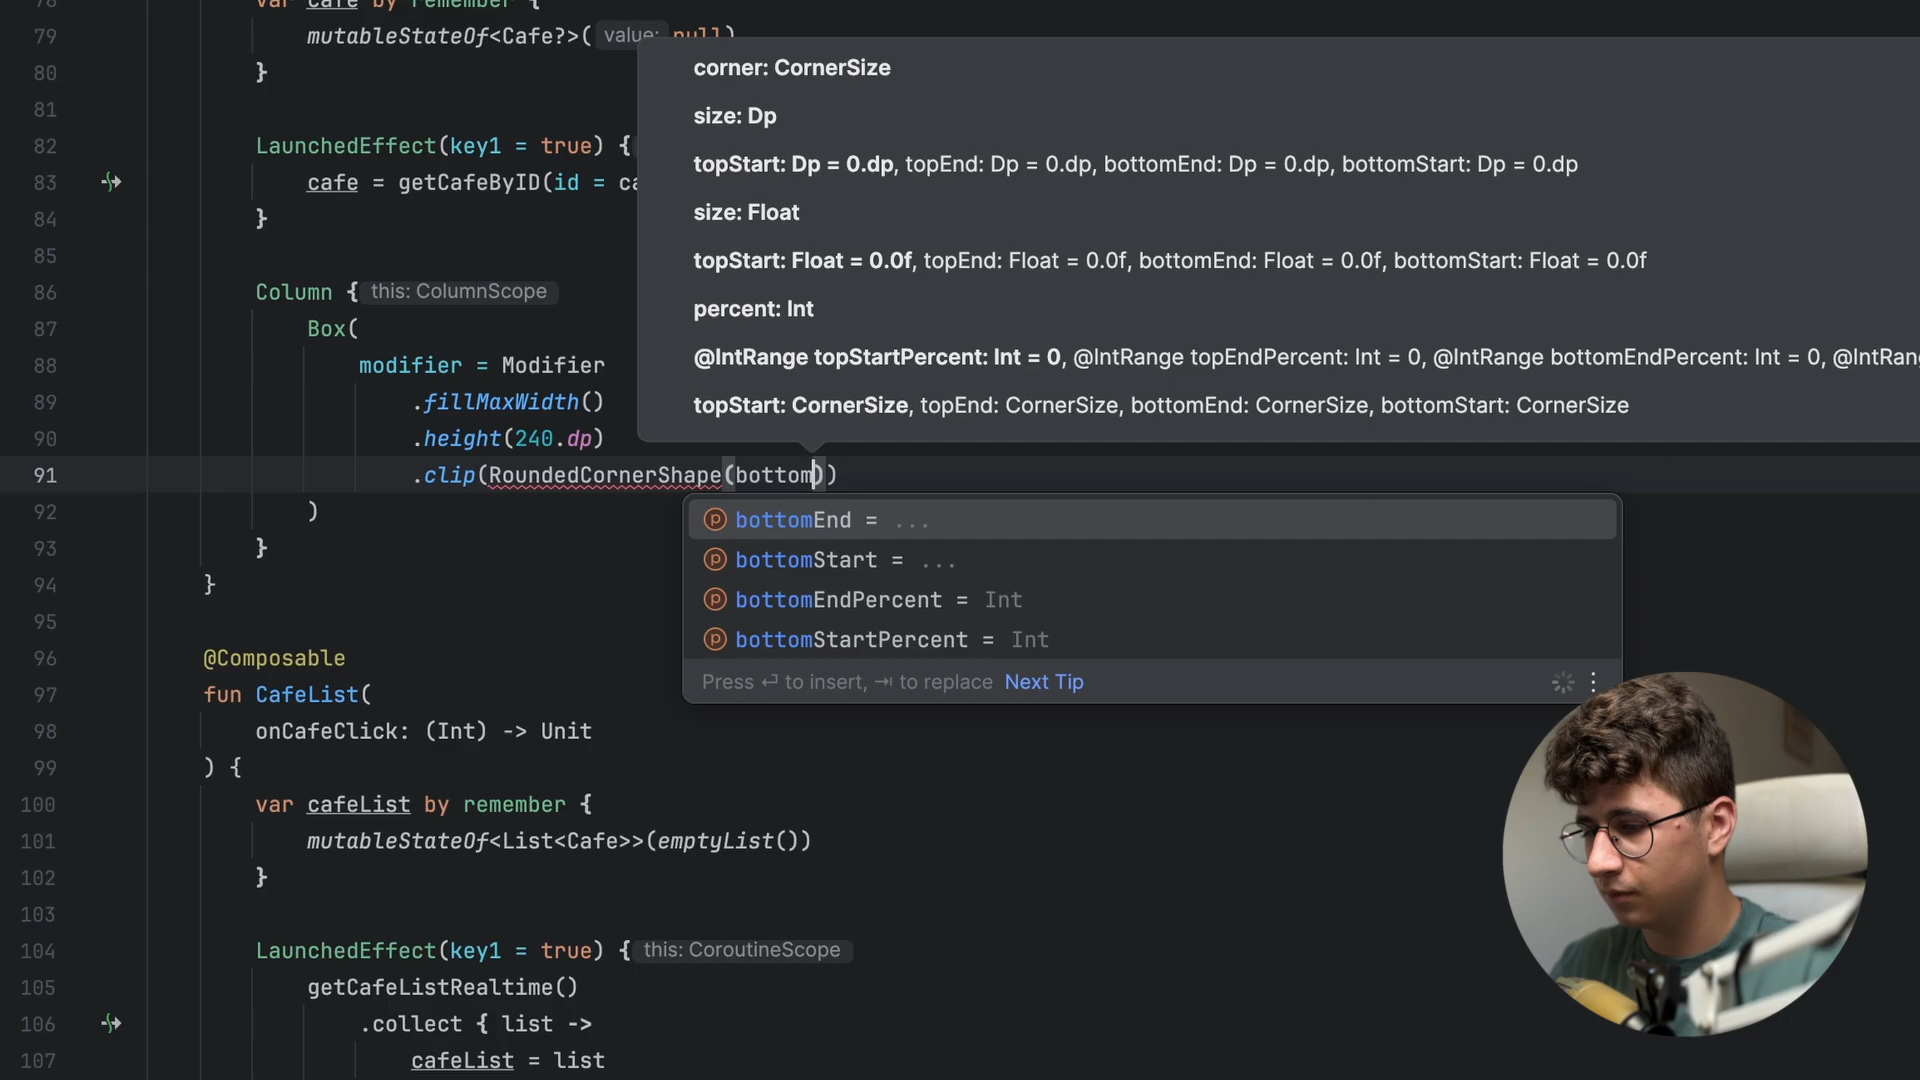 78 var cafe by remember {
79 mutableStateOf<Cafe?>( value: null)
80 }
81
82 LaunchedEffect(key1 = true) {
83 cafe = getCafeByID(id = ca
84 }
85
86 Column { this: ColumnScope
87 Box(
88 modifier = Modifier
89 .fillMaxWidth()
90 .height(240.dp)
91 .clip(RoundedCornerShape(bottom))
92 )
93 }
94 }
95
96 @Composable
97 fun CafeList(
98 onCafeClick: (Int) -> Unit
99 ) {
100 var cafeList by remember {
101 mutableStateOf<List<Cafe>>(emptyList())
102 }
103
104 LaunchedEffect(key1 = true) { this: CoroutineScope
105 getCafeListRealtime()
106 .collect { list ->
107 cafeList = list
corner: CornerSize
size: Dp
topStart: Dp = 0.dp, topEnd: Dp = 0.dp, bottomEnd: Dp = 0.dp, bottomStart: Dp = 0.dp
size: Float
topStart: Float = 0.0f, topEnd: Float = 0.0f, bottomEnd: Float = 0.0f, bottomStart: Float = 0.0f
percent: Int
@IntRange topStartPercent: Int = 0, @IntRange topEndPercent: Int = 0, @IntRange bottomEndPercent: Int = 0, @IntRan
topStart: CornerSize, topEnd: CornerSize, bottomEnd: CornerSize, bottomStart: CornerSize
bottomEnd = ...
bottomStart = ...
bottomEndPercent = Int
bottomStartPercent = Int
Press ⏎ to insert, ⇥ to replace Next Tip